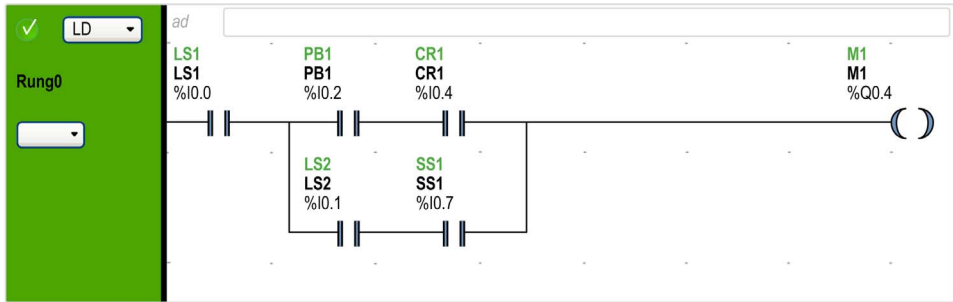 LD
ad
Rung0
LS1
LS1
%I0.0
PB1
PB1
%I0.2
CR1
CR1
%I0.4
M1
M1
%Q0.4
LS2
LS2
%I0.1
SS1
SS1
%I0.7